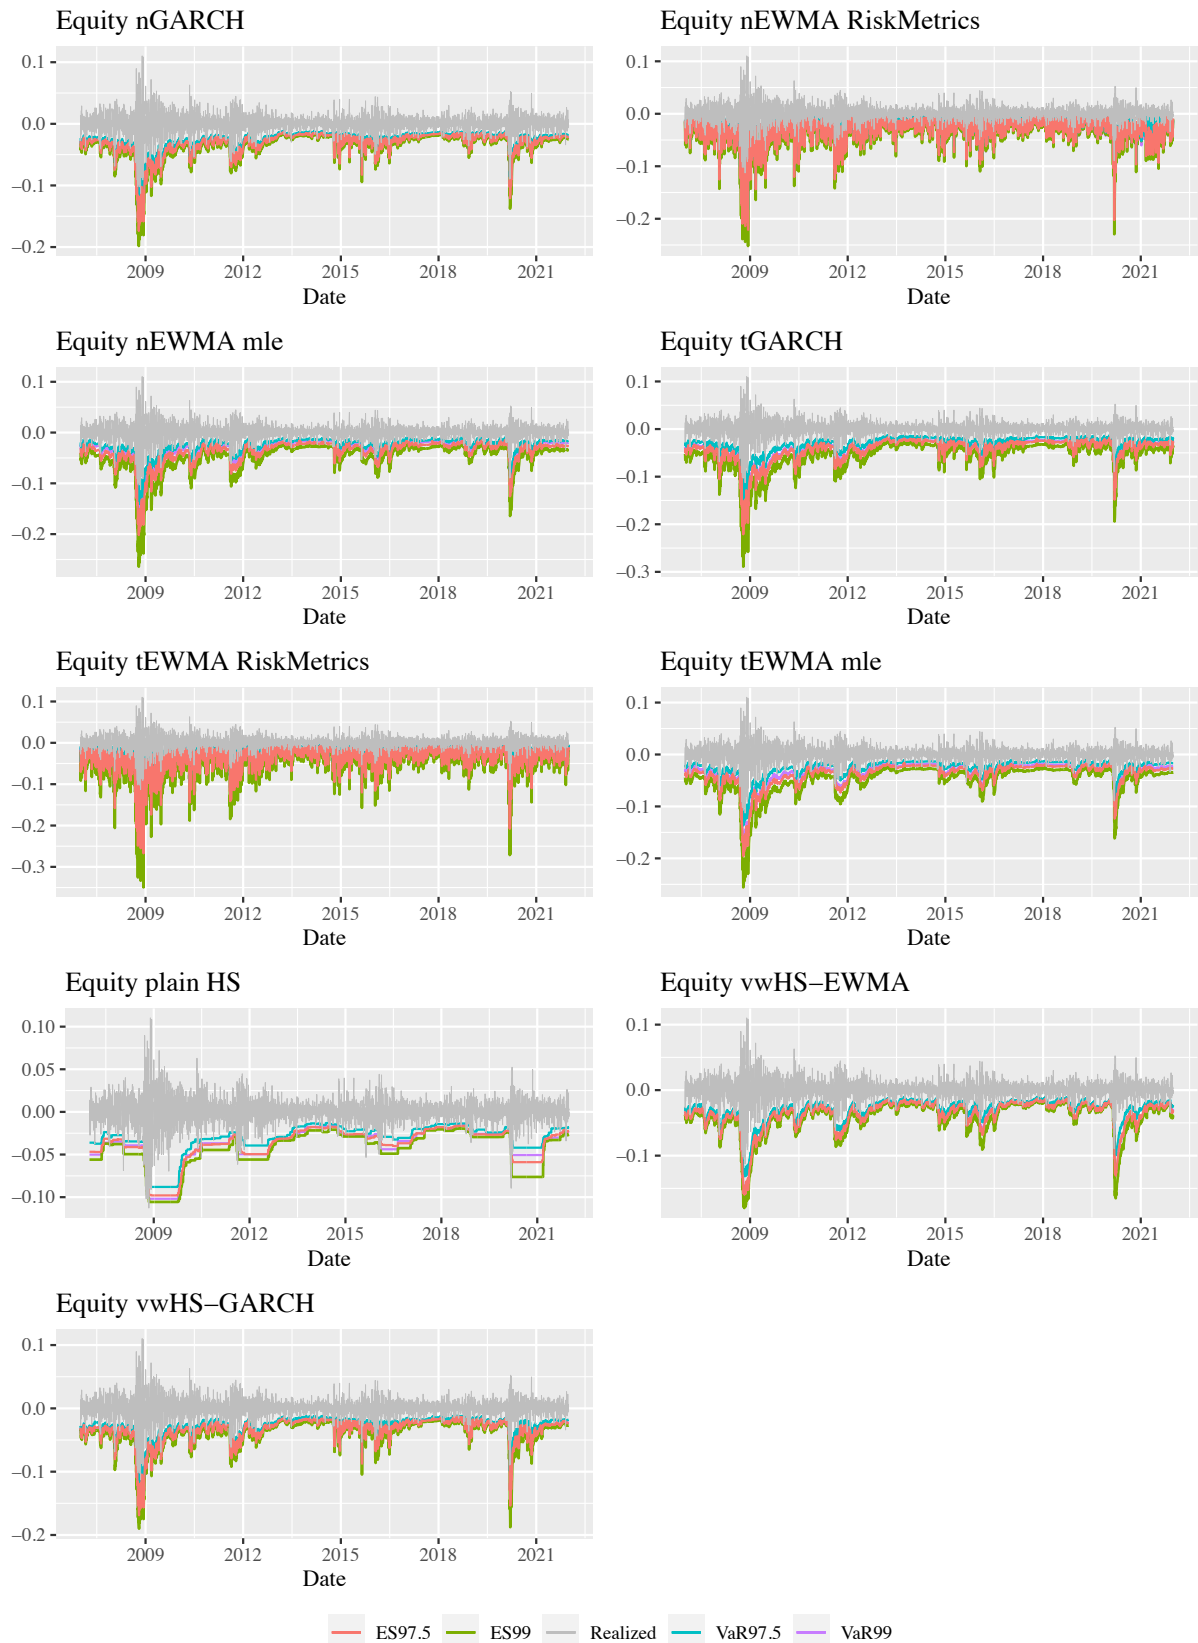 Equity nGARCH
0.1
0.0
−0.1
−0.2
2009 2012 2015 2018 2021
Date
Equity nEWMA RiskMetrics
0.1
0.0
−0.1
−0.2
2009 2012 2015 2018 2021
Date
Equity nEWMA mle
0.1
0.0
−0.1
−0.2
2009 2012 2015 2018 2021
Date
Equity tGARCH
0.1
0.0
−0.1
−0.2
−0.3
2009 2012 2015 2018 2021
Date
Equity tEWMA RiskMetrics
0.1
0.0
−0.1
−0.2
−0.3
2009 2012 2015 2018 2021
Date
Equity tEWMA mle
0.1
0.0
−0.1
−0.2
2009 2012 2015 2018 2021
Date
Equity plain HS
0.10
0.05
0.00
−0.05
−0.10
2009 2012 2015 2018 2021
Date
Equity vwHS−EWMA
0.1
0.0
−0.1
2009 2012 2015 2018 2021
Date
Equity vwHS−GARCH
0.1
0.0
−0.1
−0.2
2009 2012 2015 2018 2021
Date
ES97.5 ES99 Realized VaR97.5 VaR99